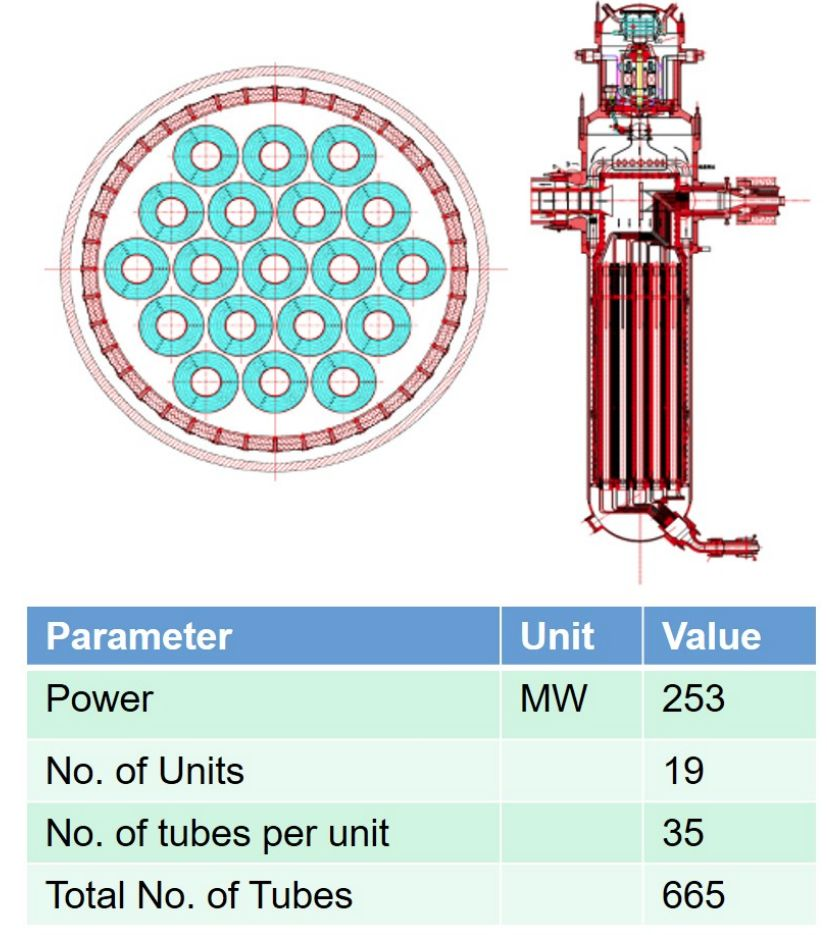 Parameter Unit Value
Power MW 253
No. of Units 19
No. of tubes per unit 35
Total No. of Tubes 665